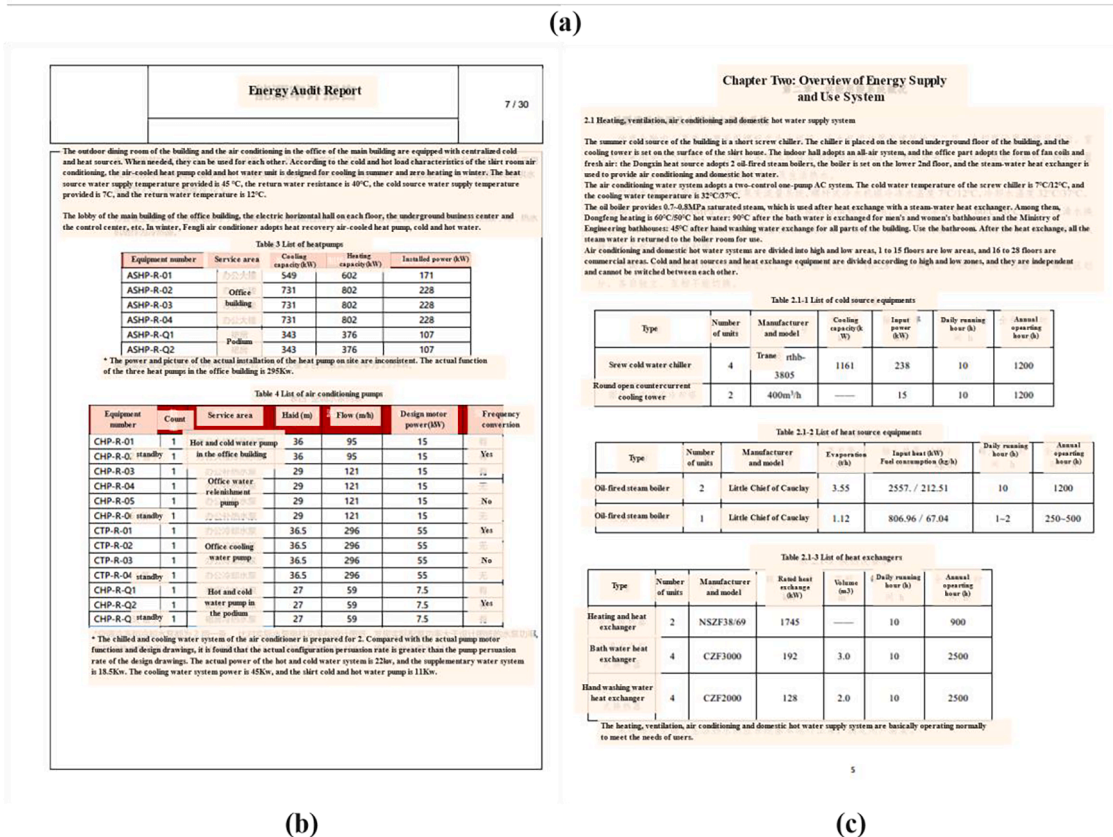 (a)
Energy Audit Report
7 / 30
The outdoor dining room of the building and the air conditioning in the office of the main building are equipped with centralized cold
and heat sources. When needed, they can be used for each other. According to the cold and hot load characteristics of the skirt room air
conditioning, the air-cooled heat pump cold and hot water unit is designed for cooling in summer and zero heating in winter. The heat
source water supply temperature provided is 45 °C, the return water resistance is 40°C, the cold source water supply temperature
provided is 7C, and the return water temperature is 12°C.
The lobby of the main building of the office building, the electric horizontal hall on each floor, the underground business center and
the control center, etc. In winter, Fengli air conditioner adopts heat recovery air-cooled heat pump, cold and hot water.
Table 3 List of heatpumps
Equipment number Service area Cooling capacity(kW) Heating capacity(kW) Installed power (kW)
ASHP-R-01 549 602 171
ASHP-R-02 Office 731 802 228
ASHP-R-03 building 731 802 228
ASHP-R-04 731 802 228
ASHP-R-Q1 Podium 343 376 107
ASHP-R-Q2 343 376 107
* The power and picture of the actual installation of the heat pump on site are inconsistent. The actual function
of the three heat pumps in the office building is 295Kw.
Table 4 List of air conditioning pumps
Equipment number Count Service area Haid (m) Flow (m/h) Design motor power(kW) Frequency conversion
CHP-R-01 1 Hot and cold water pump 36 95 15
CHP-R-0 standby 1 in the office building 36 95 15 Yes
CHP-R-03 1 29 121 15
CHP-R-04 1 Office water 29 121 15
CHP-R-05 1 relenishment 29 121 15 No
CHP-R-0 standby 1 pump 29 121 15
CTP-R-01 1 36.5 296 55 Yes
CTP-R-02 1 Office cooling 36.5 296 55
CTP-R-03 1 water pump 36.5 296 55 No
CTP-R-04 standby 1 36.5 296 55
CHP-R-Q1 1 Hot and cold 27 59 7.5
CHP-R-Q2 1 water pump in 27 59 7.5 Yes
CHP-R-Q standby 1 the podium 27 59 7.5
* The chilled and cooling water system of the air conditioner is prepared for 2. Compared with the actual pump motor
functions and design drawings, it is found that the actual configuration persuation rate is greater than the pump persuation
rate of the design drawings. The actual power of the hot and cold water system is 22kw, and the supplementary water system
is 18.5Kw. The cooling water system power is 45Kw, and the skirt cold and hot water pump is 11Kw.
(b)
Chapter Two: Overview of Energy Supply
and Use System
2.1 Heating, ventilation, air conditioning and domestic hot water supply system
The summer cold source of the building is a short screw chiller. The chiller is placed on the second underground floor of the building, and the
cooling tower is set on the surface of the skirt house. The indoor hall adopts an all-air system, and the office part adopts the form of fan coils and
fresh air: the Dongxin heat source adopts 2 oil-fired steam boilers, the boiler is set on the lower 2nd floor, and the steam-water heat exchanger is
used to provide air conditioning and domestic hot water.
The air conditioning water system adopts a two-control one-pump AC system. The cold water temperature of the screw chiller is 7°C/12°C, and
the cooling water temperature is 32°C/37°C.
The oil boiler provides 0.7~0.8MPa saturated steam, which is used after heat exchange with a steam-water heat exchanger. Among them,
Dongfeng heating is 60°C/50°C hot water: 90°C after the bath water is exchanged for men's and women's bathhouses and the Ministry of
Engineering bathhouses: 45°C after hand washing water exchange for all parts of the building. Use the bathroom. After the heat exchange, all the
steam water is returned to the boiler room for use.
Air conditioning and domestic hot water systems are divided into high and low areas, 1 to 15 floors are low areas, and 16 to 28 floors are
commercial areas. Cold and heat sources and heat exchange equipment are divided according to high and low zones, and they are independent
and cannot be switched between each other.
Table 2.1-1 List of cold source equipments
Type Number of units Manufacturer and model Cooling capacity(k W) Input power (kW) Daily running hour (h) Annual opearting hour (h)
Srew cold water chiller 4 Trane rthb-3805 1161 238 10 1200
Round open countercurrent cooling tower 2 400m³/h —— 15 10 1200
Table 2.1-2 List of heat source equipments
Type Number of units Manufacturer and model Evaporation (t/h) Input heat (kW) Fuel consumption (kg/h) Daily running hour (h) Annual opearting hour (h)
Oil-fired steam boiler 2 Little Chief of Cauclay 3.55 2557. / 212.51 10 1200
Oil-fired steam boiler 1 Little Chief of Cauclay 1.12 806.96 / 67.04 1~2 250~500
Table 2.1-3 List of heat exchangers
Type Number of units Manufacturer and model Rated heat exchange (kW) Volume (m3) Daily running hour (h) Annual opearting hour (h)
Heating and heat exchanger 2 NSZF38/69 1745 —— 10 900
Bath water heat exchanger 4 CZF3000 192 3.0 10 2500
Hand washing water heat exchanger 4 CZF2000 128 2.0 10 2500
The heating, ventilation, air conditioning and domestic hot water supply system are basically operating normally
to meet the needs of users.
5
(c)